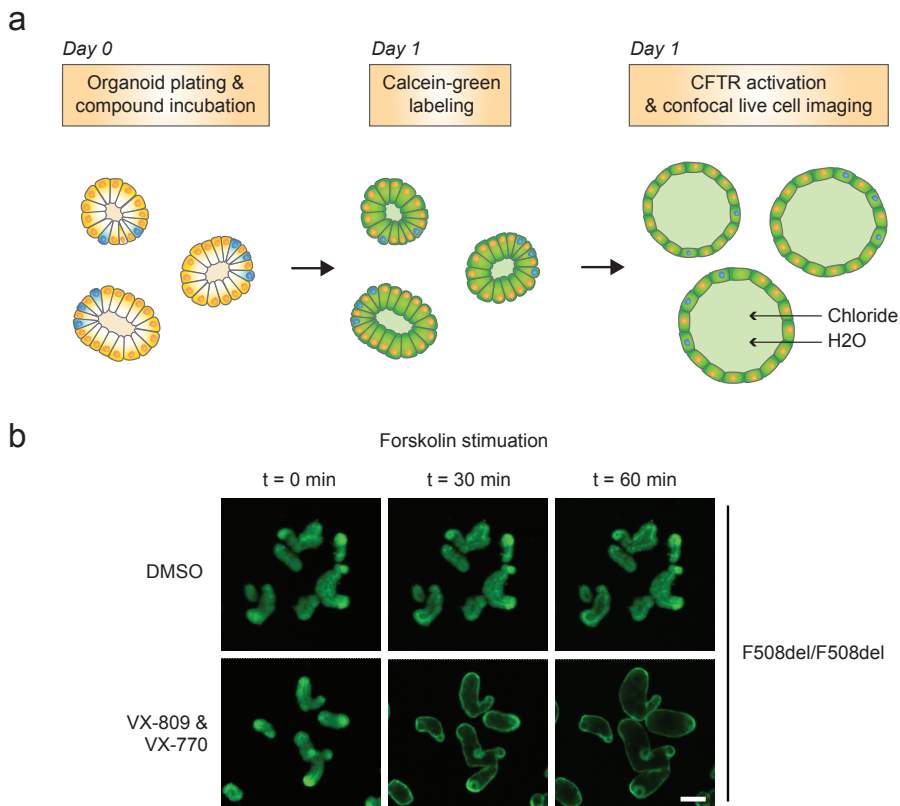 a
Day 0
Organoid plating &
compound incubation
Day 1
Calcein-green
labeling
Day 1
CFTR activation
& confocal live cell imaging
Chloride
H2O
b
Forskolin stimuation
t = 0 min
t = 30 min
t = 60 min
DMSO
VX-809 &
VX-770
F508del/F508del